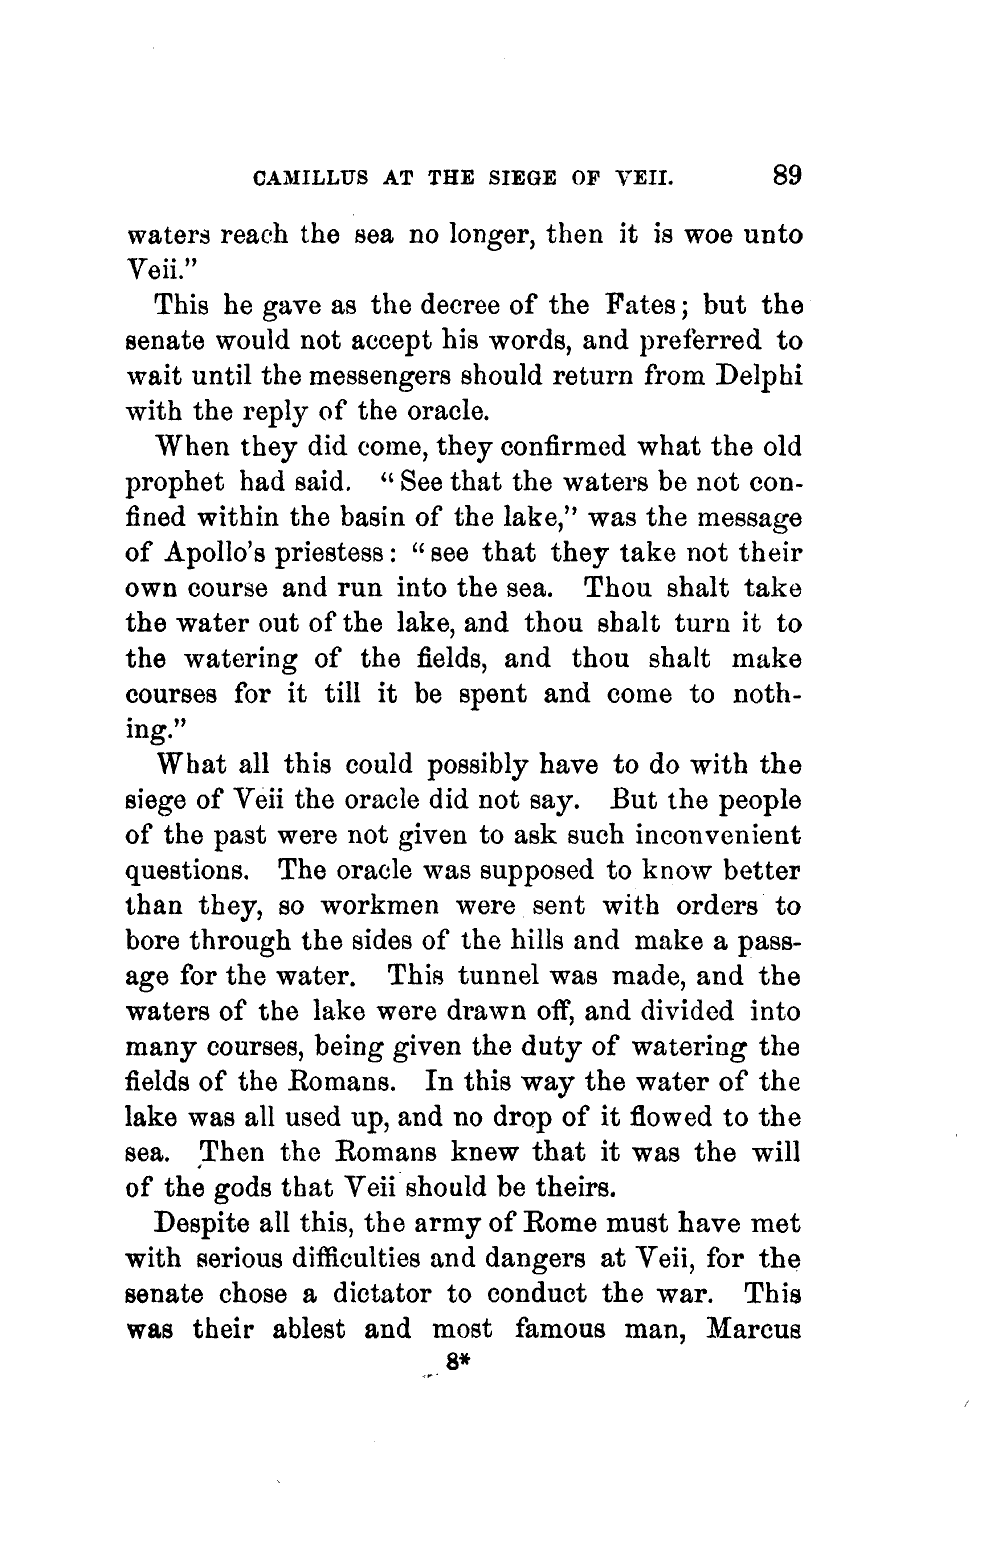 CAMILLUS AT THE SIEGE OF VEII. 89
waters reach the sea no longer, then it is woe unto
Veii.”
This he gave as the decree of the Fates; but the
senate would not accept his words, and preferred to
wait until the messengers should return from Delphi
with the reply of the oracle.
When they did come, they confirmed what the old
prophet had said. “See that the waters be not con-
fined within the basin of the lake,” was the message
of Apollo’s priestess: “see that they take not their
own course and run into the sea. Thou shalt take
the water out of the lake, and thou shalt turn it to
the watering of the fields, and thou shalt make
courses for it till it be spent and come to noth-
ing.”
What all this could possibly have to do with the
siege of Veii the oracle did not say. But the people
of the past were not given to ask such inconvenient
questions. The oracle was supposed to know better
than they, so workmen were sent with orders to
bore through the sides of the hills and make a pass-
age for the water. This tunnel was made, and the
waters of the lake were drawn off, and divided into
many courses, being given the duty of watering the
fields of the Romans. In this way the water of the
lake was all used up, and no drop of it flowed to the
sea. Then the Romans knew that it was the will
of the gods that Veii should be theirs.
Despite all this, the army of Rome must have met
with serious difficulties and dangers at Veii, for the
senate chose a dictator to conduct the war. This
was their ablest and most famous man, Marcus
8*